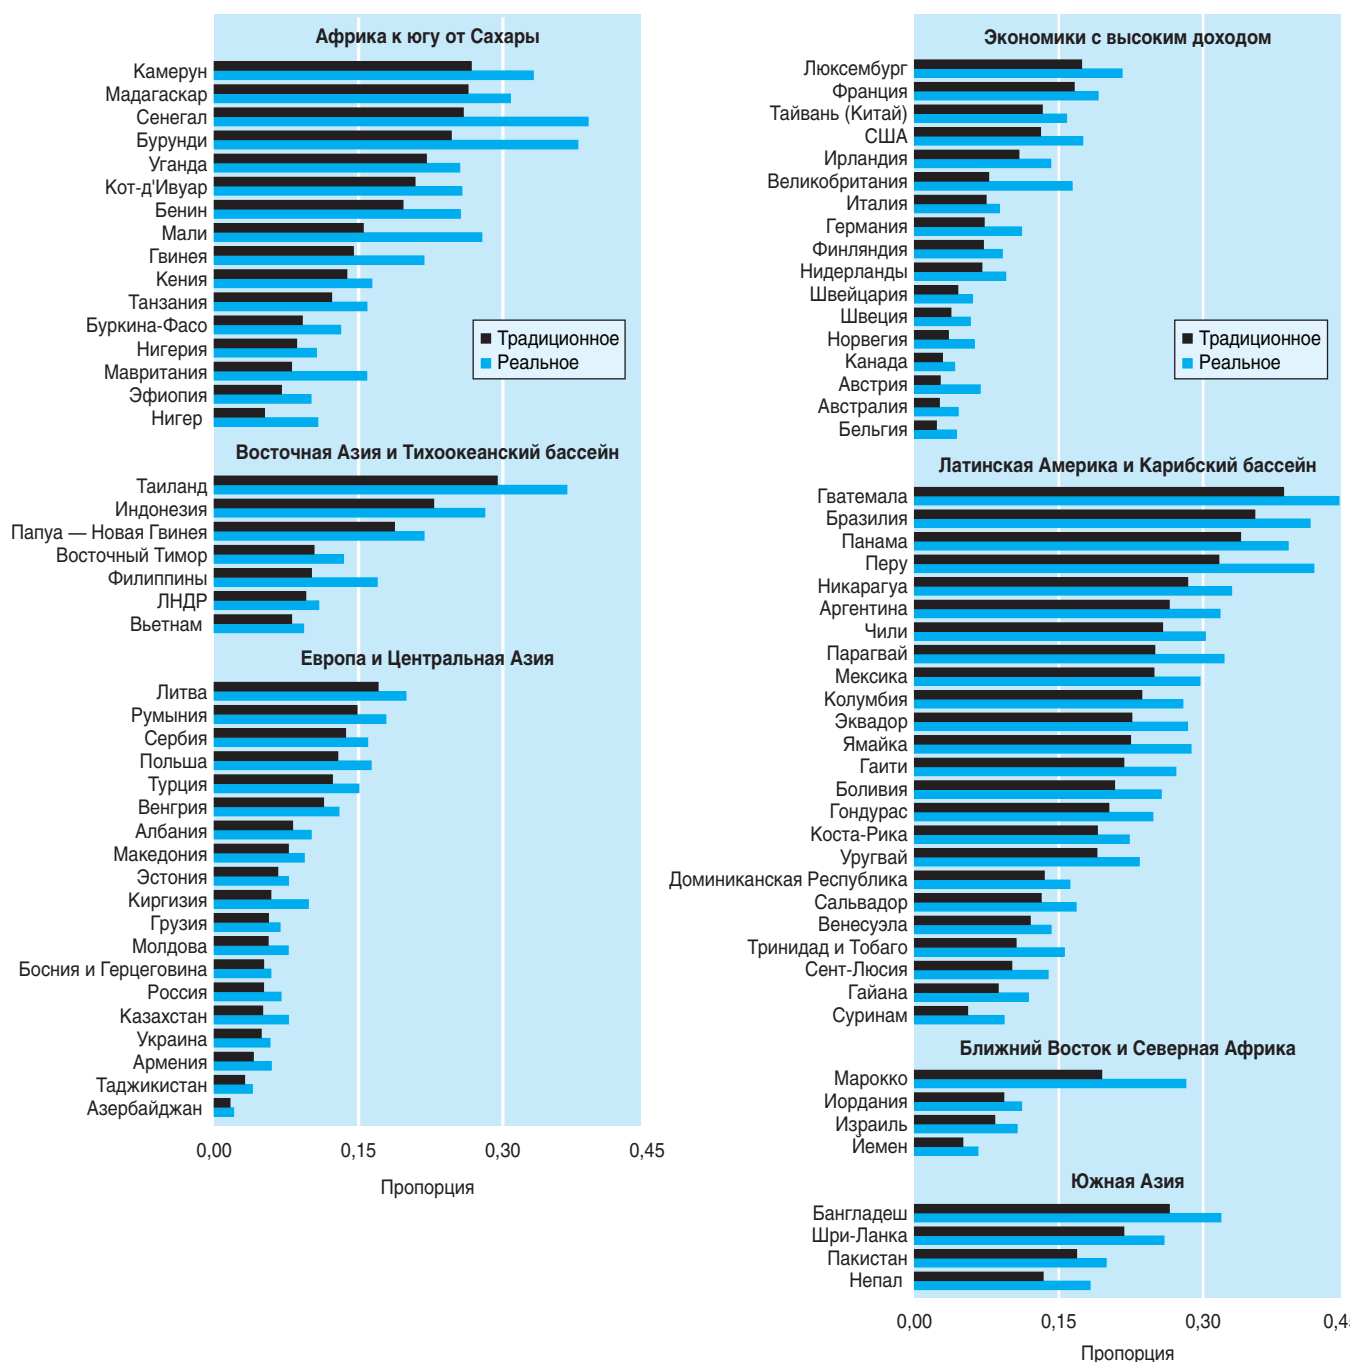 Африка к югу от Сахары
Камерун
Мадагаскар
Сенегал
Бурунди
Уганда
Кот-д'Ивуар
Бенин
Мали
Гвинея
Кения
Танзания
Буркина-Фасо
Нигерия
Мавритания
Эфиопия
Нигер
Традиционное
Реальное
Восточная Азия и Тихоокеанский бассейн
Таиланд
Индонезия
Папуа — Новая Гвинея
Восточный Тимор
Филиппины
ЛНДР
Вьетнам
Европа и Центральная Азия
Литва
Румыния
Сербия
Польша
Турция
Венгрия
Албания
Македония
Эстония
Киргизия
Грузия
Молдова
Босния и Герцеговина
Россия
Казахстан
Украина
Армения
Таджикистан
Азербайджан
0,00 0,15 0,30 0,45
Пропорция
Экономики с высоким доходом
Люксембург
Франция
Тайвань (Китай)
США
Ирландия
Великобритания
Италия
Германия
Финляндия
Нидерланды
Швейцария
Швеция
Норвегия
Канада
Австрия
Австралия
Бельгия
Традиционное
Реальное
Латинская Америка и Карибский бассейн
Гватемала
Бразилия
Панама
Перу
Никарагуа
Аргентина
Чили
Парагвай
Мексика
Колумбия
Эквадор
Ямайка
Гаити
Боливия
Гондурас
Коста-Рика
Уругвай
Доминиканская Республика
Сальвадор
Венесуэла
Тринидад и Тобаго
Сент-Люсия
Гайана
Суринам
Ближний Восток и Северная Африка
Марокко
Иордания
Израиль
Йемен
Южная Азия
Бангладеш
Шри-Ланка
Пакистан
Непал
0,00 0,15 0,30
Пропорция